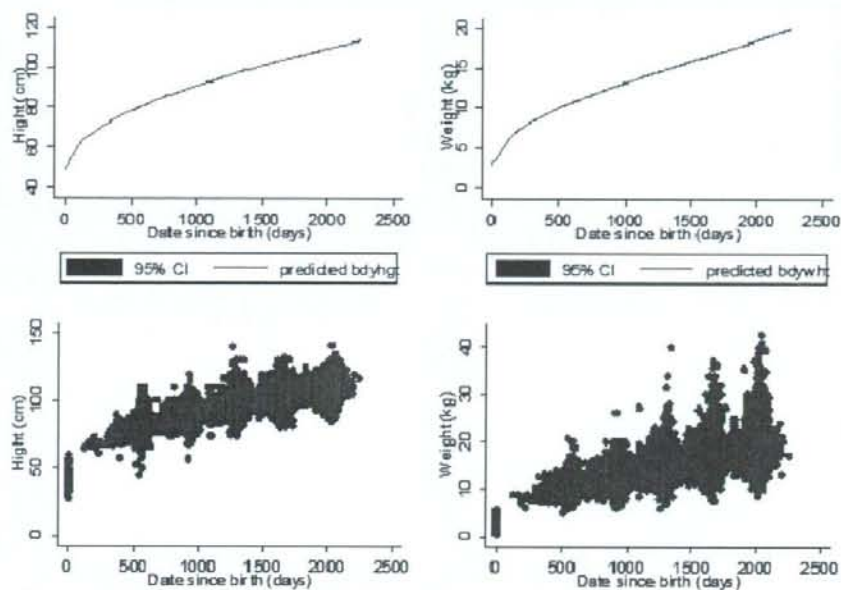 Hight (cm)
120
100
80
60
40
0 500 1000 1500 2000 2500
Date since birth (days)
95% CI predicted bdyhgt
Weight (kg)
20
15
10
5
0
0 500 1000 1500 2000 2500
Date since birth (days)
95% CI predicted bdywht
Hight (cm)
150
100
50
0
0 500 1000 1500 2000 2500
Date since birth (days)
Weight (kg)
40
30
20
10
0
0 500 1000 1500 2000 2500
Date since birth (days)